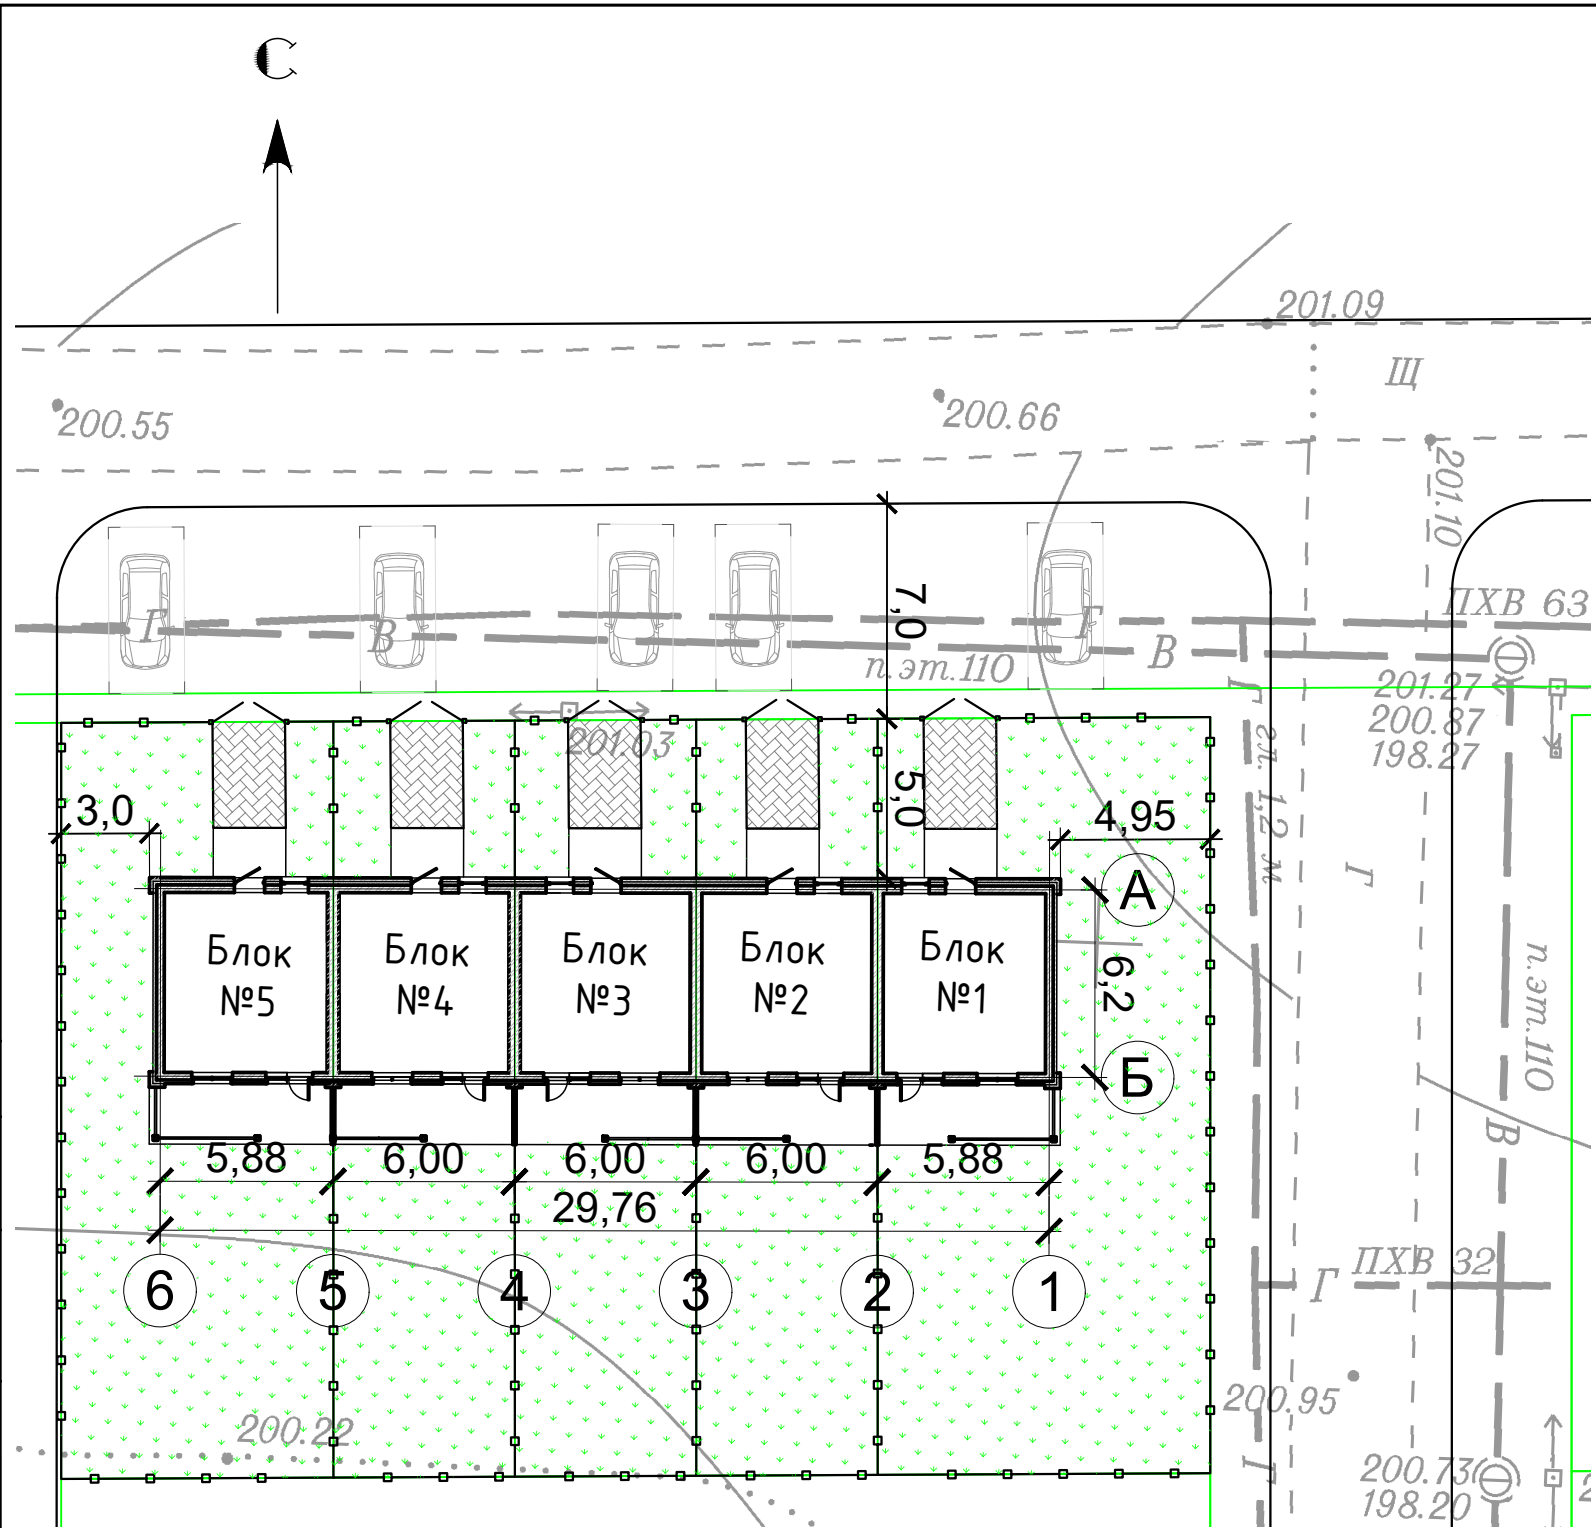 С
201.09
Щ
200.55
200.66
201.10
ПХВ 63
Г
В
7,0
Г
В
п.эт.110
201.27
200.87
198.27
Г
гл. 1,2 м
201.03
3,0
5,0
4,95
Г
А
Блок
№5
Блок
№4
Блок
№3
Блок
№2
Блок
№1
6,2
п.эт.110
Б
В
5,88
6,00
6,00
6,00
5,88
29,76
6
5
4
3
2
1
Г
ПХВ 32
200.22
200.95
Г
200.73
198.20